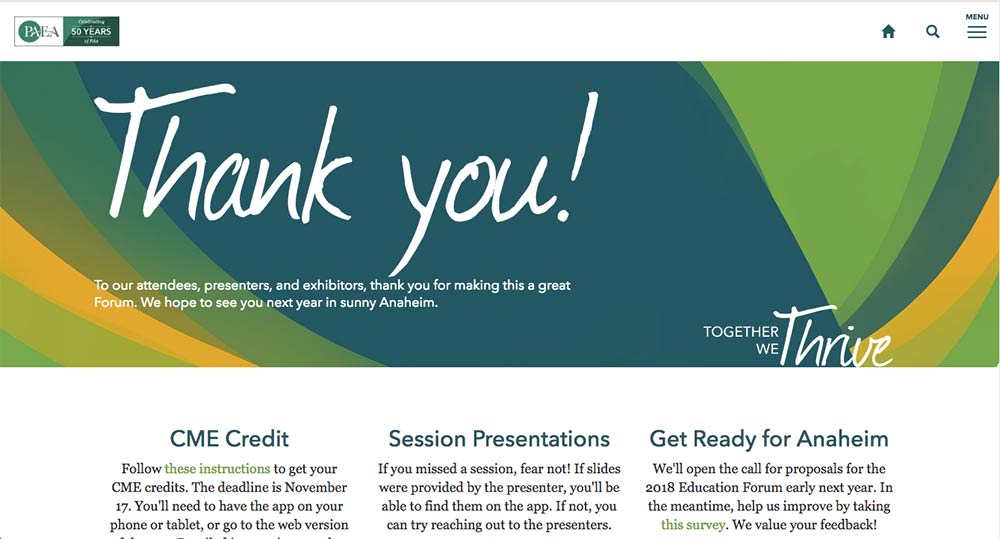 PAEA
Celebrating
50 YEARS
of PAs
MENU
Thank you!
To our attendees, presenters, and exhibitors, thank you for making this a great
Forum. We hope to see you next year in sunny Anaheim.
TOGETHER
WE Thrive
CME Credit
Follow these instructions to get your
CME credits. The deadline is November
17. You'll need to have the app on your
phone or tablet, or go to the web version
Session Presentations
If you missed a session, fear not! If slides
were provided by the presenter, you'll be
able to find them on the app. If not, you
can try reaching out to the presenters.
Get Ready for Anaheim
We'll open the call for proposals for the
2018 Education Forum early next year. In
the meantime, help us improve by taking
this survey. We value your feedback!